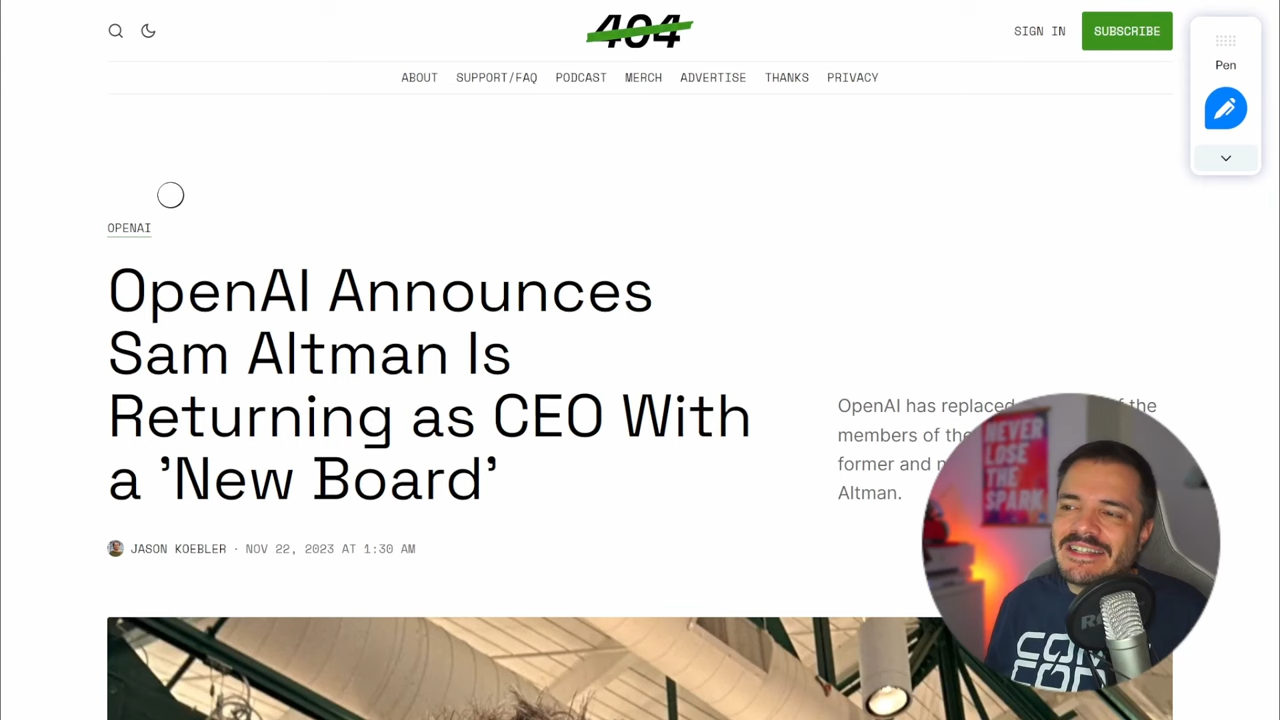 404
SIGN IN
SUBSCRIBE
Pen
ABOUT
SUPPORT/FAQ
PODCAST
MERCH
ADVERTISE
THANKS
PRIVACY
OPENAI
OpenAI Announces
Sam Altman Is
Returning as CEO With
a 'New Board'
OpenAI has replaced the
members of the
former and
Altman.
JASON KOEBLER · NOV 22, 2023 AT 1:30 AM
NEVER
LOSE
THE
SPARK